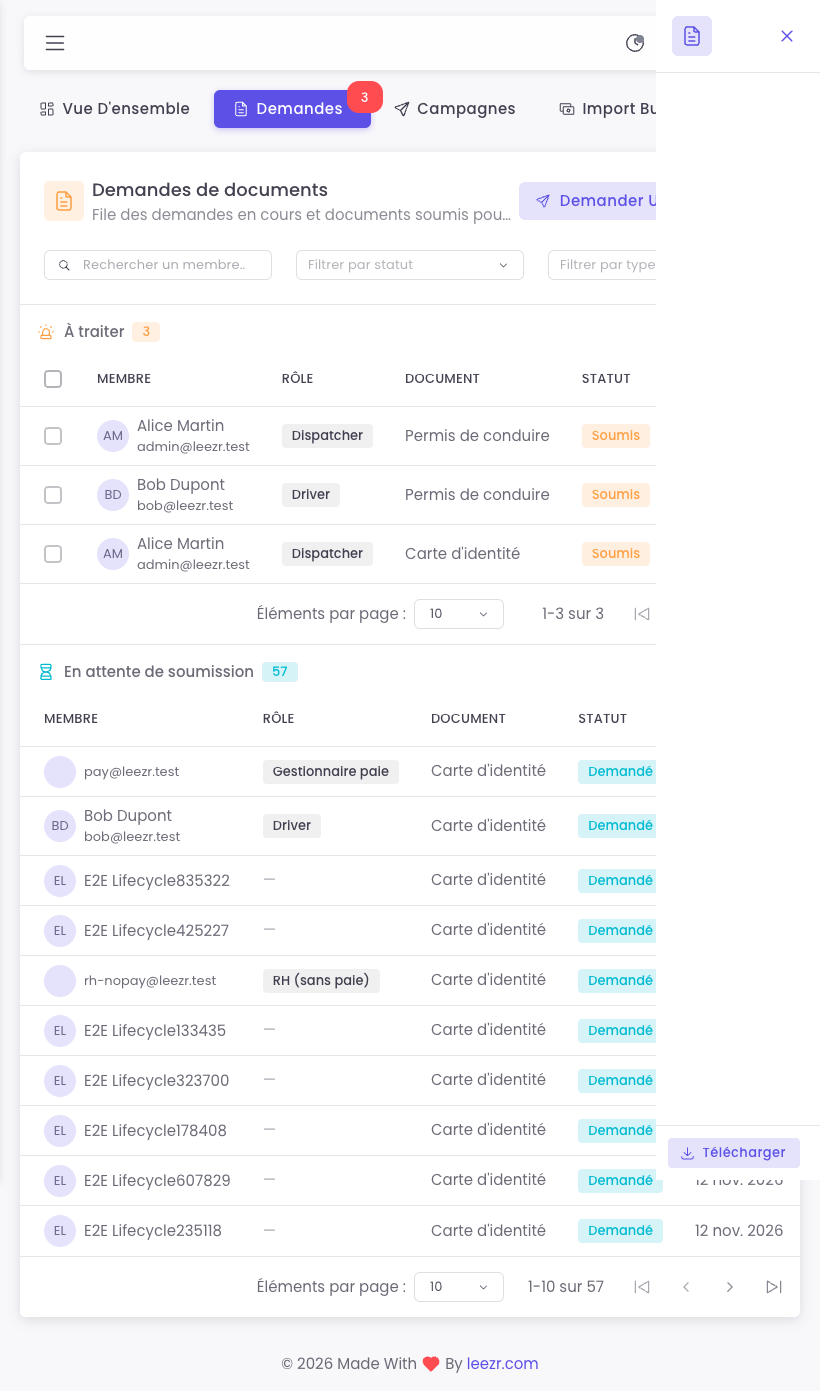 Vue D'ensemble
Demandes 3
Campagnes
Import
Demandes de documents
File des demandes en cours et documents soumis pou...
Demander
Rechercher un membre..
Filtrer par statut
Filtrer par type
À traiter 3
MEMBRE RÔLE DOCUMENT STATUT
AM Alice Martin
admin@leezr.test
Dispatcher Permis de conduire Soumis
BD Bob Dupont
bob@leezr.test
Driver Permis de conduire Soumis
AM Alice Martin
admin@leezr.test
Dispatcher Carte d'identité Soumis
Éléments par page : 10 1-3 sur 3
En attente de soumission 57
MEMBRE RÔLE DOCUMENT STATUT
pay@leezr.test Gestionnaire paie Carte d'identité Demandé
BD Bob Dupont
bob@leezr.test
Driver Carte d'identité Demandé
EL E2E Lifecycle835322 — Carte d'identité Demandé
EL E2E Lifecycle425227 — Carte d'identité Demandé
rh-nopay@leezr.test RH (sans paie) Carte d'identité Demandé
EL E2E Lifecycle133435 — Carte d'identité Demandé
EL E2E Lifecycle323700 — Carte d'identité Demandé
EL E2E Lifecycle178408 — Carte d'identité Demandé
Télécharger
EL E2E Lifecycle607829 — Carte d'identité Demandé 12 nov. 2026
EL E2E Lifecycle235118 — Carte d'identité Demandé 12 nov. 2026
Éléments par page : 10 1-10 sur 57
© 2026 Made With ❤ By leezr.com